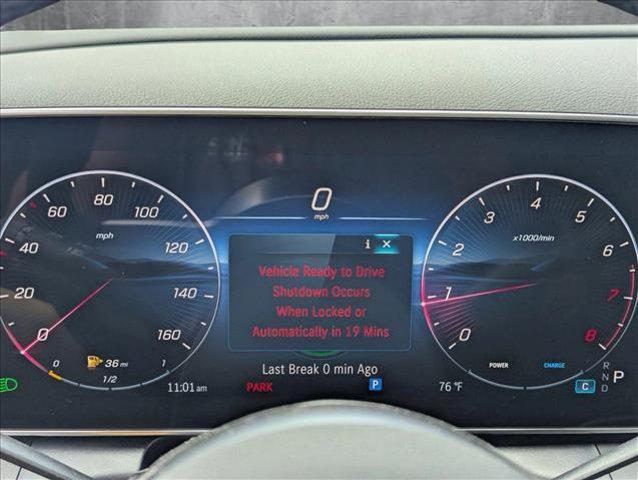 0
mph
i ×
Vehicle Ready to Drive
Shutdown Occurs
When Locked or
Automatically in 19 Mins
Last Break 0 min Ago
PARK P
0 20 40 60 80 100 120 140 160
mph
0 1/2 1
36 mi
11:01 am
0 1 2 3 4 5 6 7 8
x1000/min
POWER CHARGE
76 °F
C
R
N
D
P